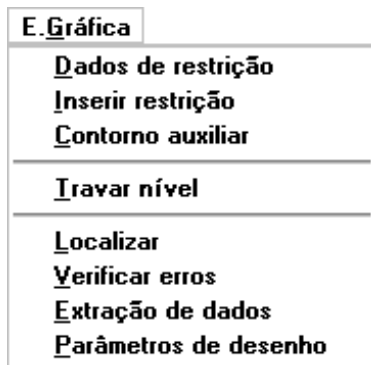 E.Gráfica
Dados de restrição
Inserir restrição
Contorno auxiliar
Travar nível
Localizar
Verificar erros
Extração de dados
Parâmetros de desenho